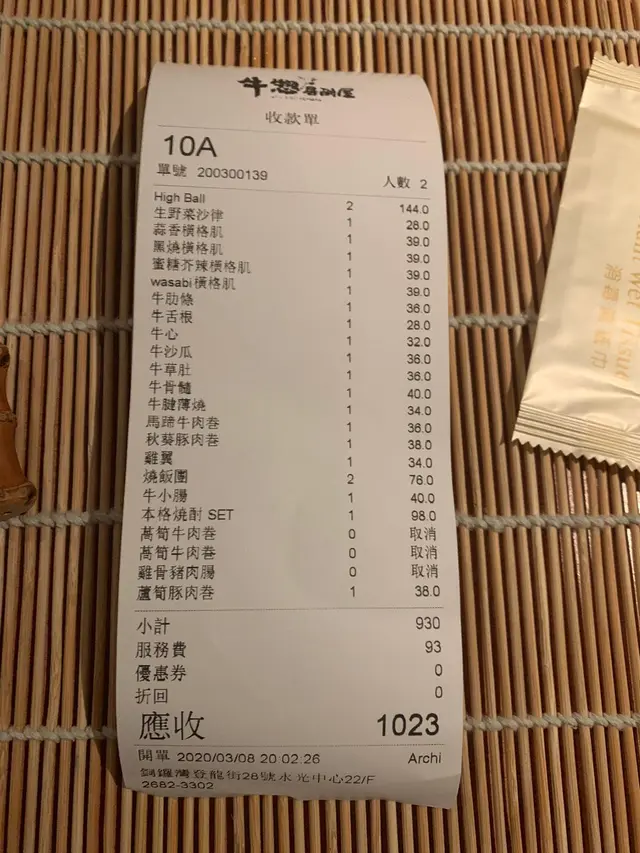 牛惣
收款單
10A
單號 200300139 人數 2
High Ball 2 144.0
生野菜沙律 1 28.0
蒜香橫格肌 1 39.0
黑燒橫格肌 1 39.0
蜜糖芥辣橫格肌 1 39.0
wasabi橫格肌 1 39.0
牛肋條 1 36.0
牛舌根 1 28.0
牛心 1 32.0
牛沙瓜 1 36.0
牛草肚 1 36.0
牛骨髓 1 40.0
牛腱薄燒 1 34.0
馬蹄牛肉卷 1 36.0
秋葵豚肉卷 1 38.0
雞翼 1 34.0
燒飯團 2 76.0
牛小腸 1 40.0
本格燒酎 SET 1 98.0
萵筍牛肉卷 0 取消
萵筍牛肉卷 0 取消
雞骨豬肉腸 0 取消
蘆筍豚肉卷 1 38.0
小計 930
服務費 93
優惠券 0
折回 0
應收 1023
開單 2020/03/08 20:02:26 Archi
銅鑼灣登龍街28號永光中心22/F
2682-3302